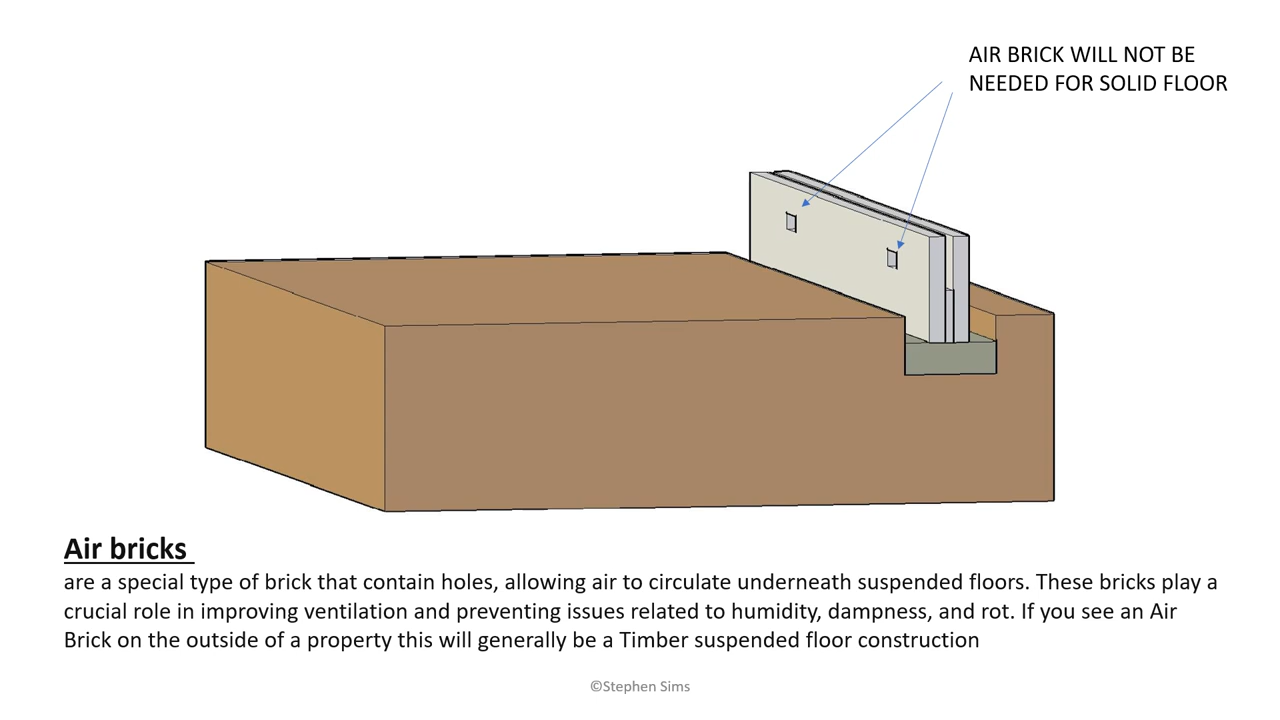 AIR BRICK WILL NOT BE
NEEDED FOR SOLID FLOOR
Air bricks
are a special type of brick that contain holes, allowing air to circulate underneath suspended floors. These bricks play a
crucial role in improving ventilation and preventing issues related to humidity, dampness, and rot. If you see an Air
Brick on the outside of a property this will generally be a Timber suspended floor construction
©Stephen Sims